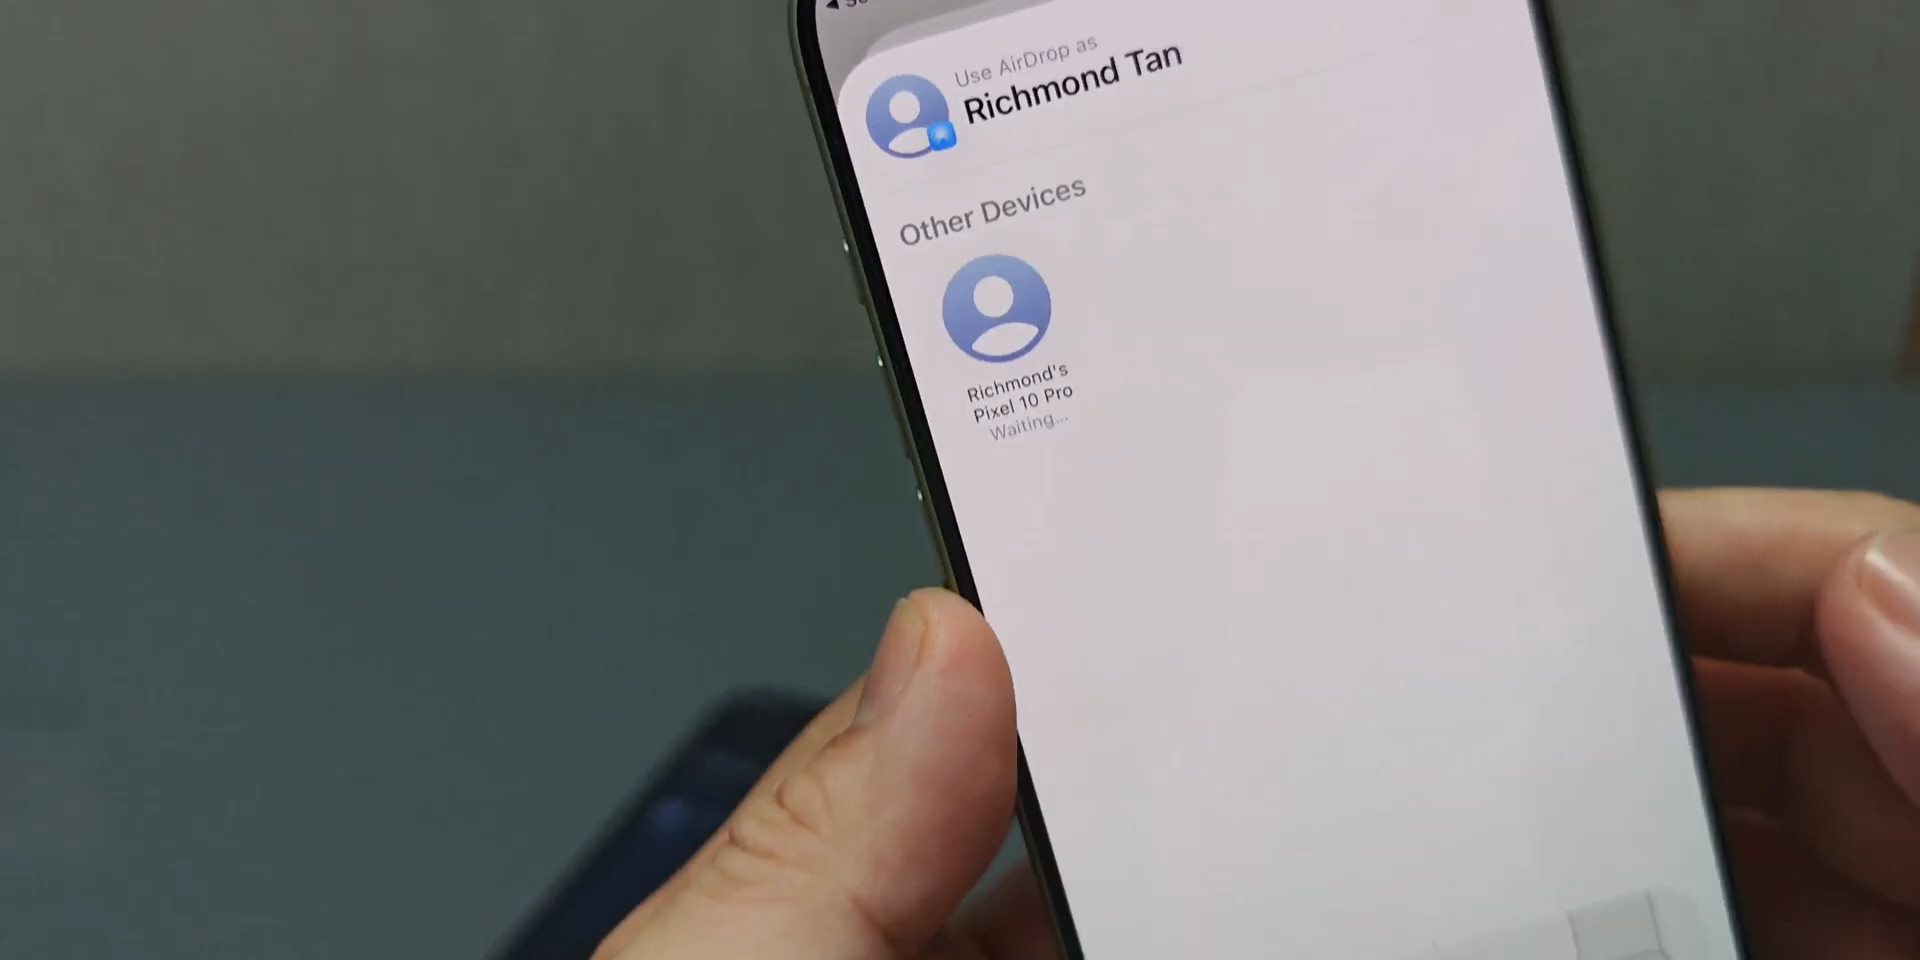 Use AirDrop as
Richmond Tan
Other Devices
Richmond's
Pixel 10 Pro
Waiting...